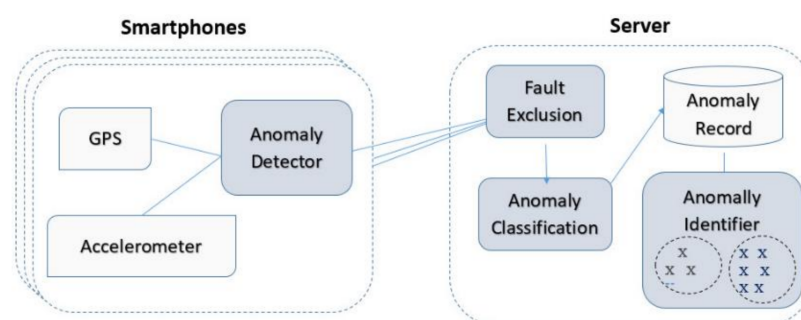 Smartphones
GPS
Accelerometer
Anomaly
Detector
Server
Fault
Exclusion
Anomaly
Classification
Anomaly
Record
Anomally
Identifier
x
x x
x x
x x
x x